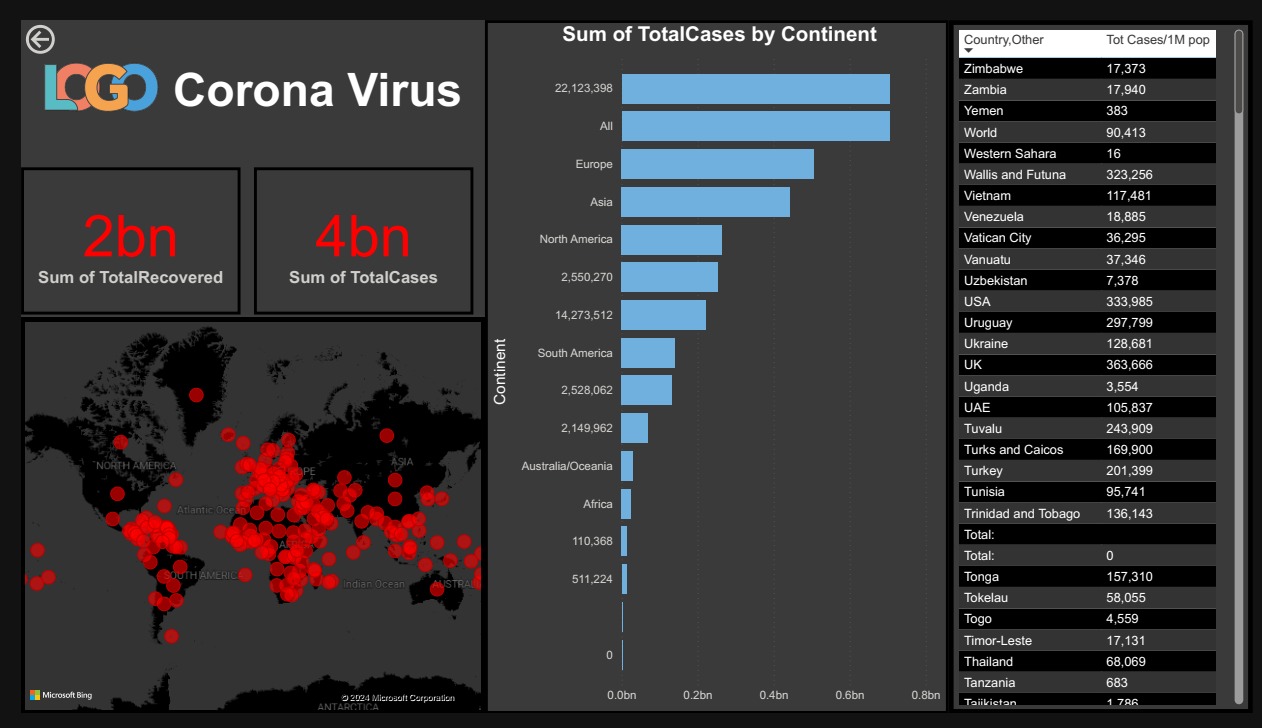 LOGO
Corona Virus
2bn
Sum of TotalRecovered
4bn
Sum of TotalCases
NORTH AMERICA
ASIA
Atlantic Ocean
SOUTH AMERICA
Indian Ocean
ANTARCTICA
Microsoft Bing
© 2024 Microsoft Corporation
Sum of TotalCases by Continent
Continent
22,123,398
All
Europe
Asia
North America
2,550,270
14,273,512
South America
2,528,062
2,149,962
Australia/Oceania
Africa
110,368
511,224
0
0.0bn 0.2bn 0.4bn 0.6bn 0.8bn
Country,Other Tot Cases/1M pop
Zimbabwe 17,373
Zambia 17,940
Yemen 383
World 90,413
Western Sahara 16
Wallis and Futuna 323,256
Vietnam 117,481
Venezuela 18,885
Vatican City 36,295
Vanuatu 37,346
Uzbekistan 7,378
USA 333,985
Uruguay 297,799
Ukraine 128,681
UK 363,666
Uganda 3,554
UAE 105,837
Tuvalu 243,909
Turks and Caicos 169,900
Turkey 201,399
Tunisia 95,741
Trinidad and Tobago 136,143
Total:
Total: 0
Tonga 157,310
Tokelau 58,055
Togo 4,559
Timor-Leste 17,131
Thailand 68,069
Tanzania 683
Tajikistan 1,786